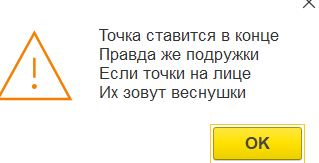 Точка ставится в конце
Правда же подружки
Если точки на лице
Их зовут веснушки
OK